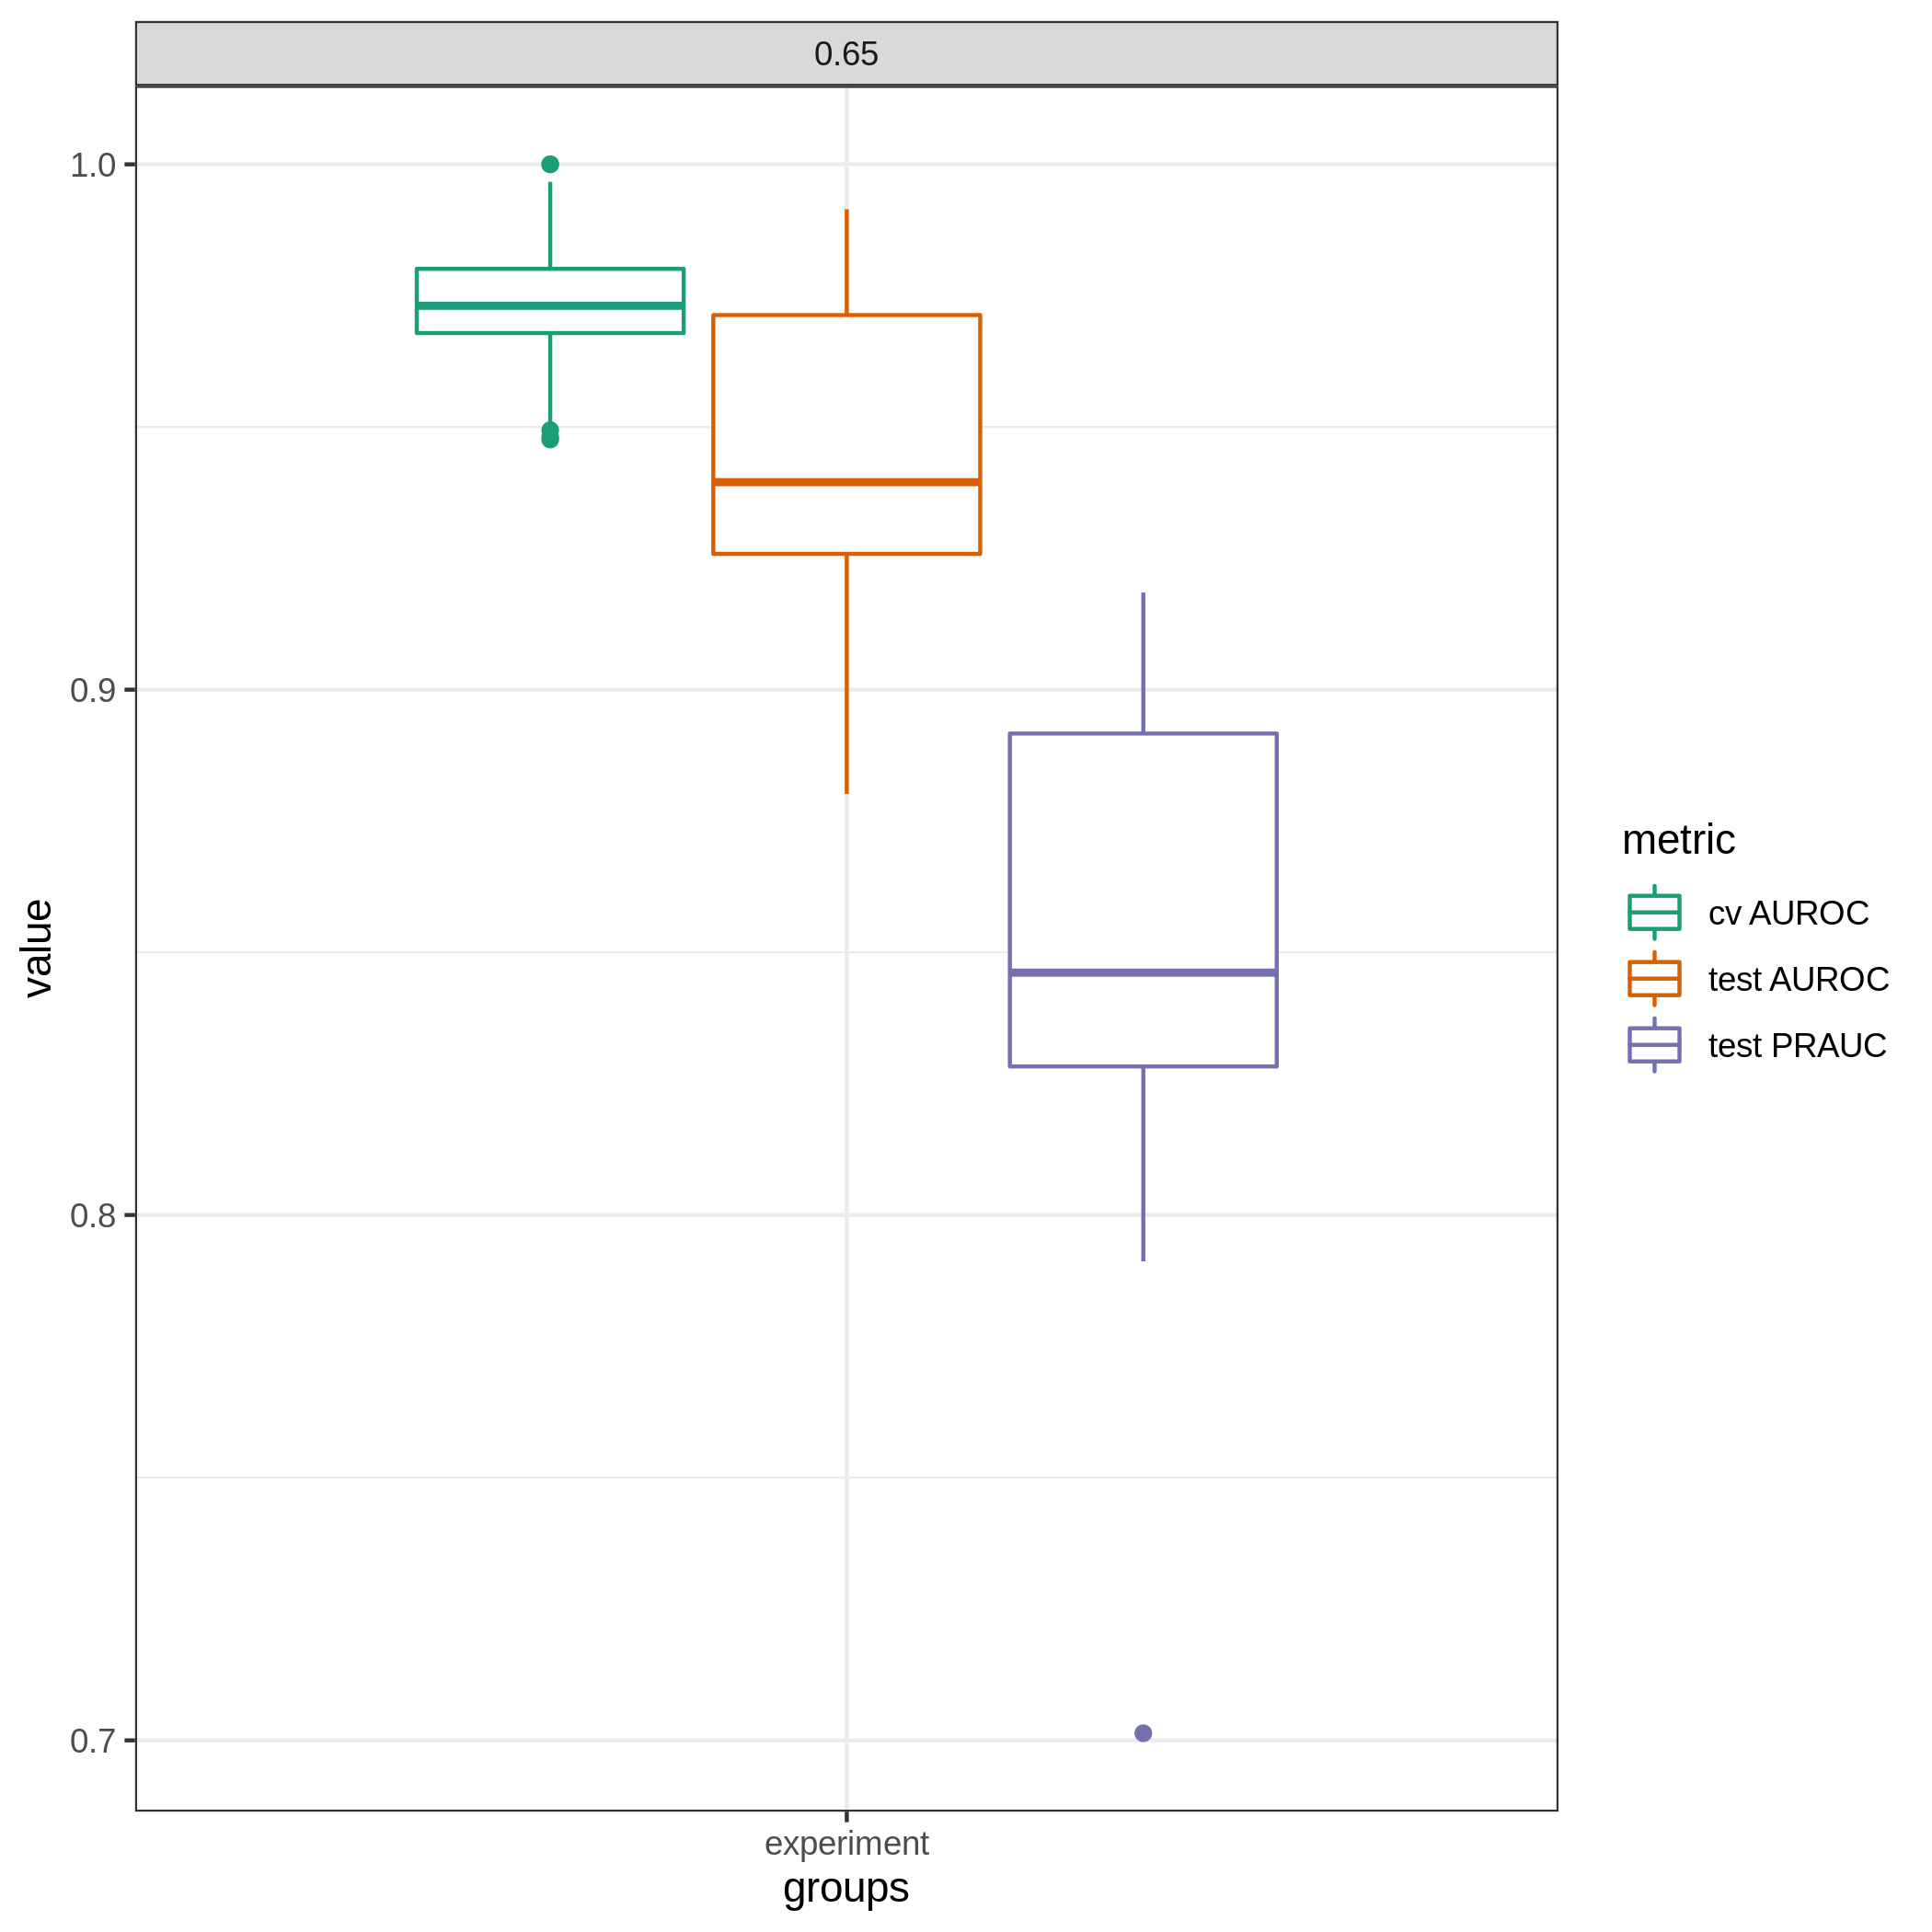 0.65
1.0
0.9
0.8
0.7
value
experiment
groups
metric
cv AUROC
test AUROC
test PRAUC